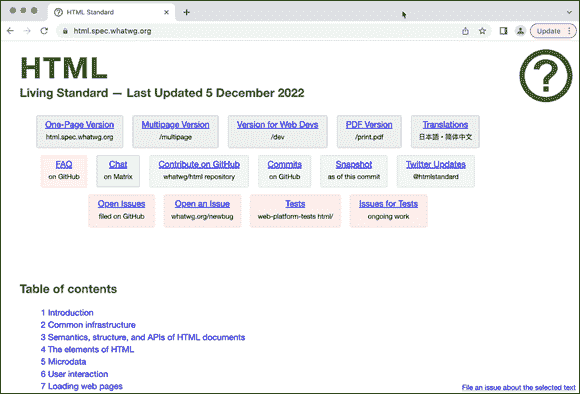 HTML Standard
html.spec.whatwg.org
Update
HTML
Living Standard — Last Updated 5 December 2022
One-Page Version Multipage Version Version for Web Devs PDF Version Translations
html.spec.whatwg.org /multipage /dev /print.pdf 日本語 • 简体中文
FAQ Chat Contribute on GitHub Commits Snapshot Twitter Updates
on GitHub on Matrix whatwg/html repository on GitHub as of this commit @htmlstandard
Open Issues Open an Issue Tests Issues for Tests
filed on GitHub whatwg.org/newbug web-platform-tests html/ ongoing work
Table of contents
1 Introduction
2 Common infrastructure
3 Semantics, structure, and APIs of HTML documents
4 The elements of HTML
5 Microdata
6 User interaction
7 Loading web pages
File an issue about the selected text